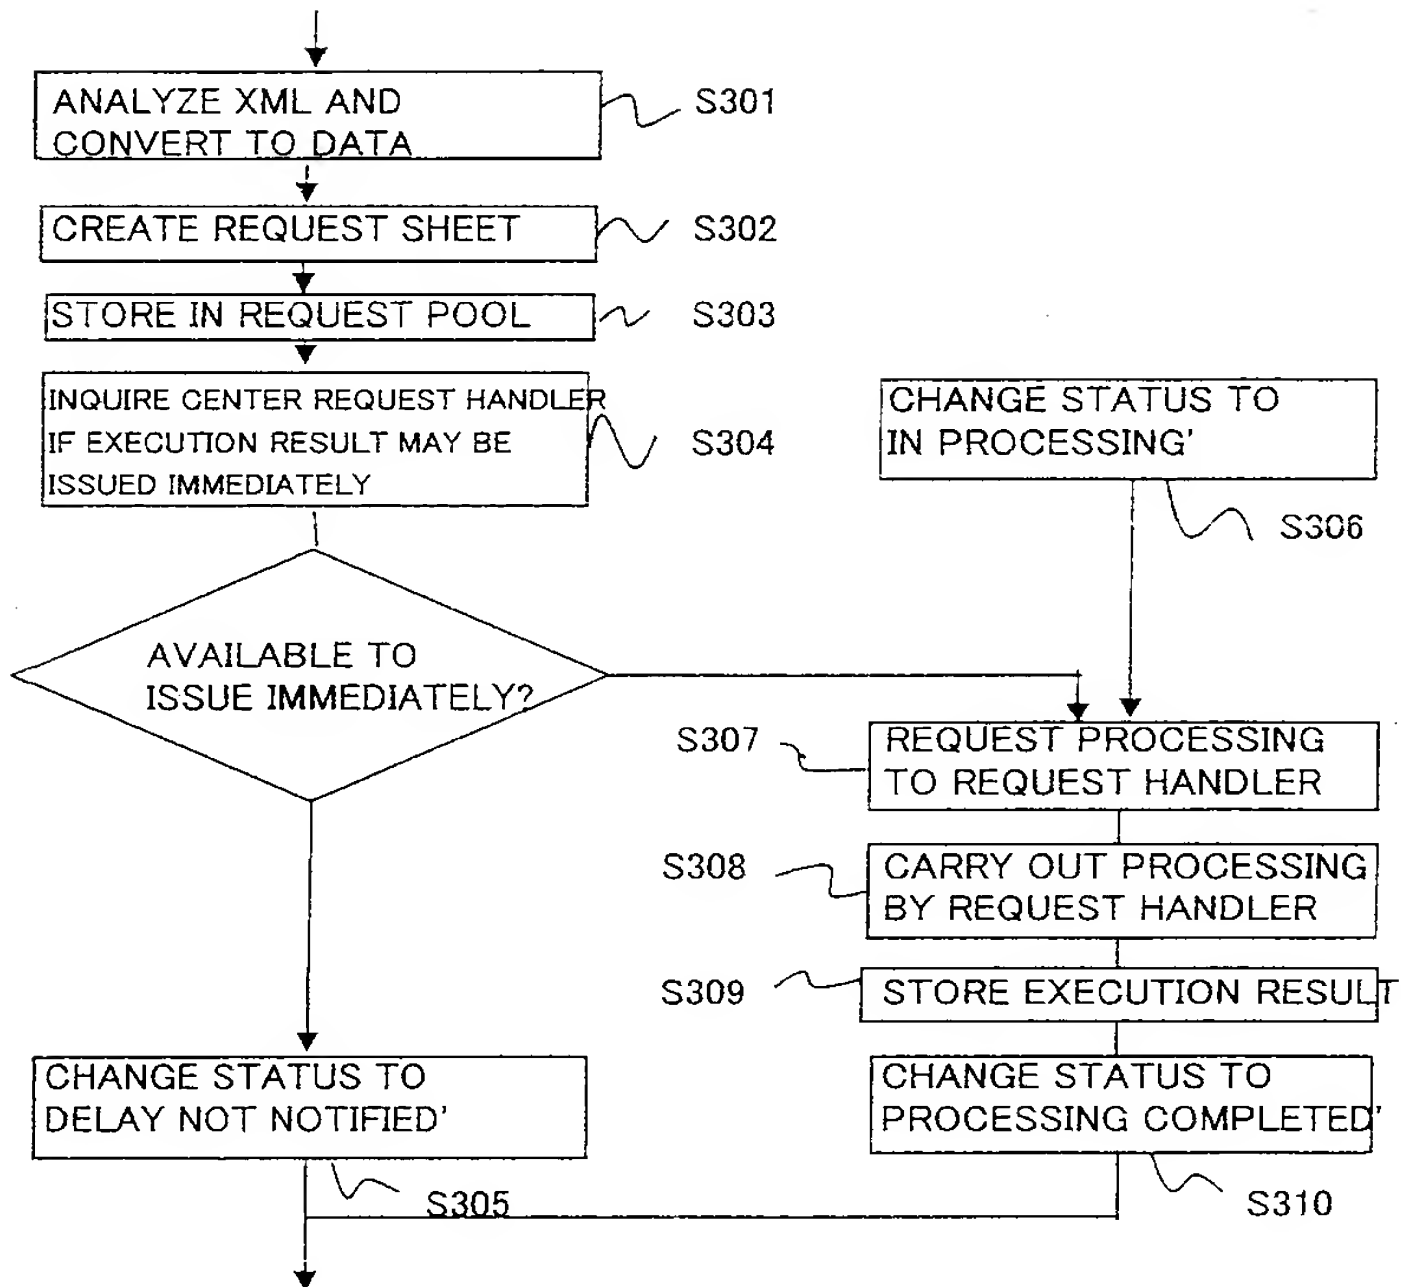 ANALYZE XML AND
CONVERT TO DATA
S301
CREATE REQUEST SHEET
S302
STORE IN REQUEST POOL
S303
INQUIRE CENTER REQUEST HANDLER
IF EXECUTION RESULT MAY BE
ISSUED IMMEDIATELY
S304
CHANGE STATUS TO
IN PROCESSING'
S306
AVAILABLE TO
ISSUE IMMEDIATELY?
S307
REQUEST PROCESSING
TO REQUEST HANDLER
S308
CARRY OUT PROCESSING
BY REQUEST HANDLER
S309
STORE EXECUTION RESULT
CHANGE STATUS TO
DELAY NOT NOTIFIED'
S305
CHANGE STATUS TO
PROCESSING COMPLETED'
S310